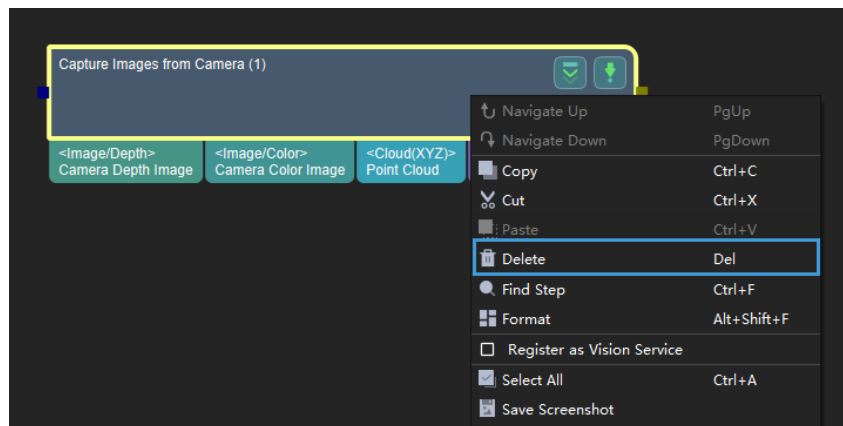 Capture Images from Camera (1)
<Image/Depth>
Camera Depth Image
<Image/Color>
Camera Color Image
<Cloud(XYZ)>
Point Cloud
Navigate Up PgUp
Navigate Down PgDown
Copy Ctrl+C
Cut Ctrl+X
Paste Ctrl+V
Delete Del
Find Step Ctrl+F
Format Alt+Shift+F
Register as Vision Service
Select All Ctrl+A
Save Screenshot